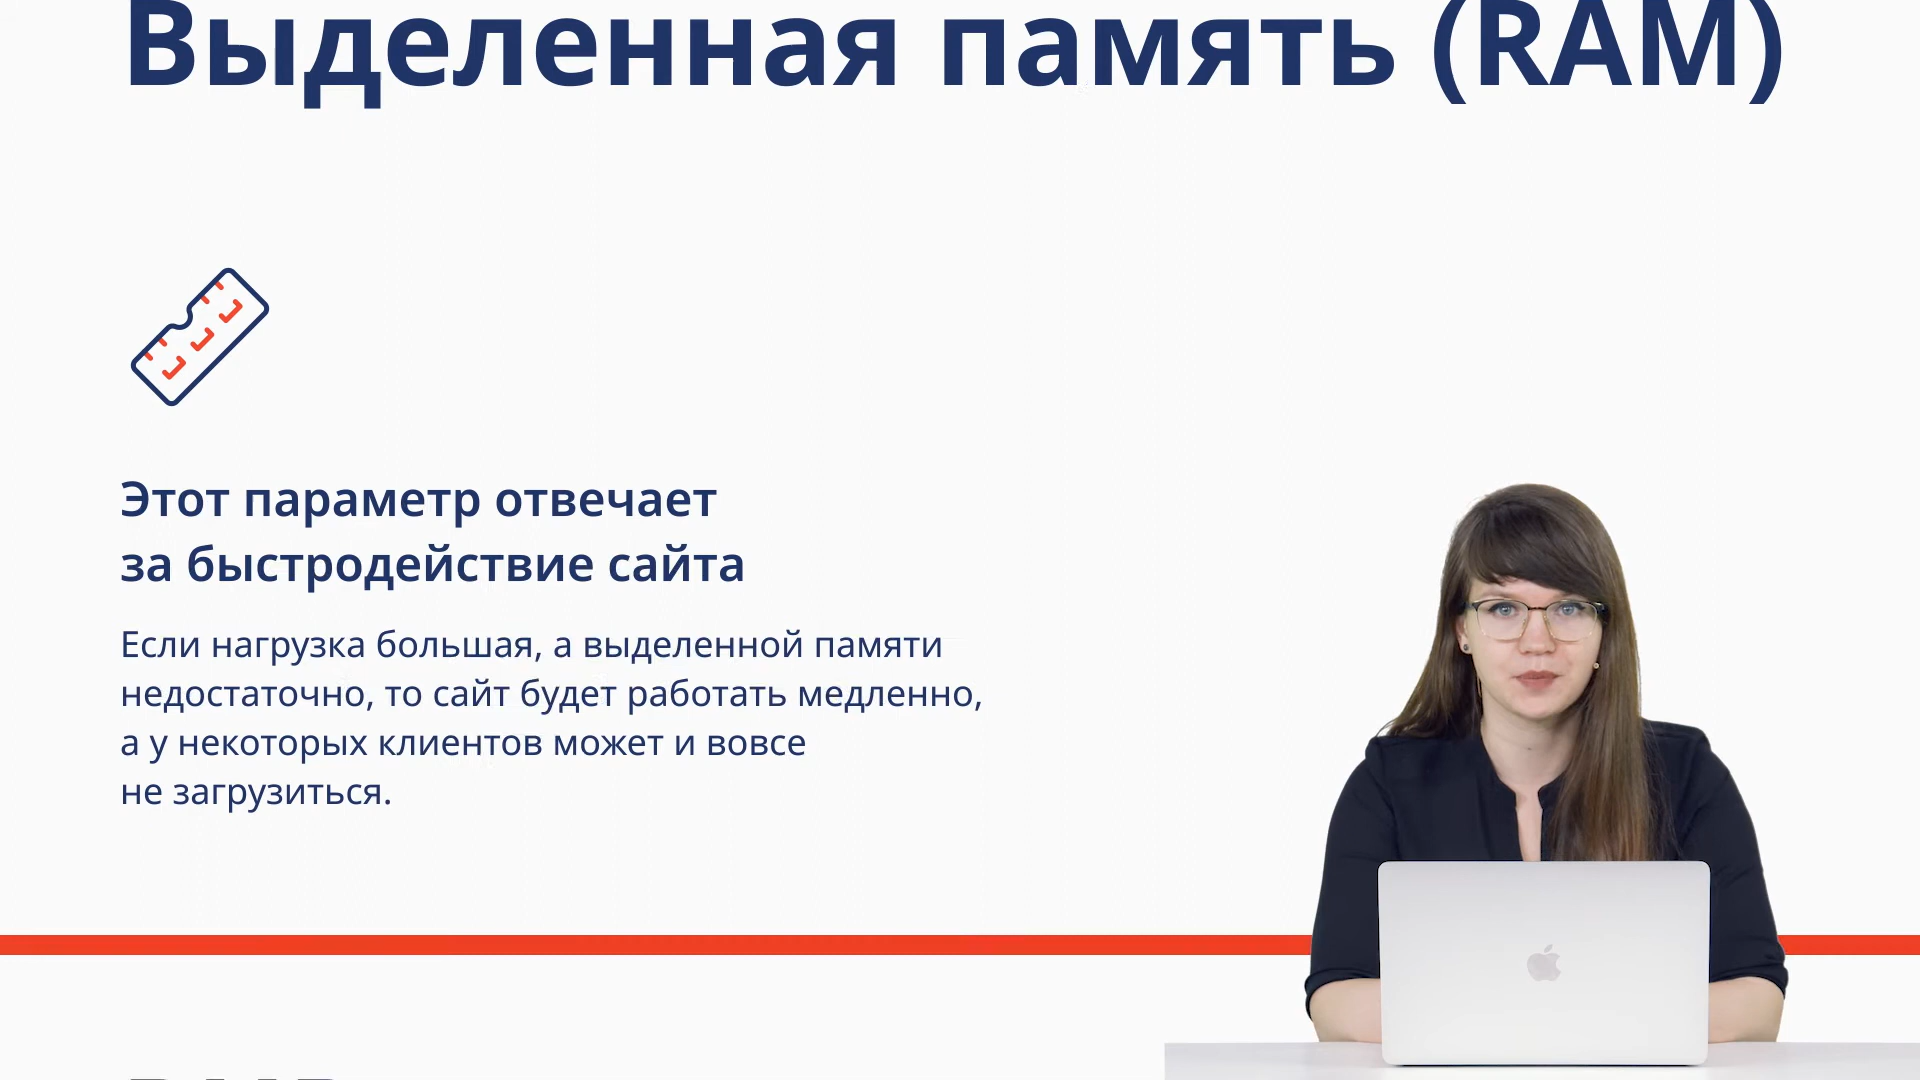 Выделенная память (RAM)
Этот параметр отвечает
за быстродействие сайта
Если нагрузка большая, а выделенной памяти
недостаточно, то сайт будет работать медленно,
а у некоторых клиентов может и вовсе
не загрузиться.